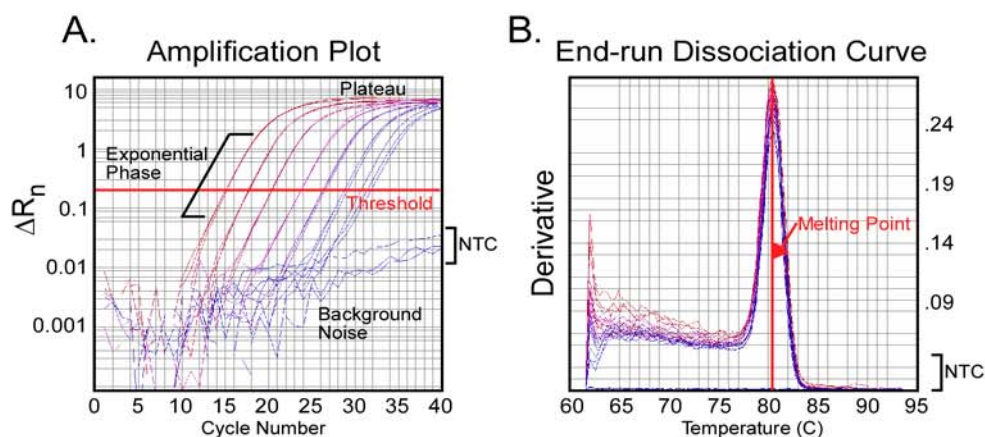 A.
Amplification Plot
10
1
0.1
0.01
0.001
ΔRn
Plateau
Exponential
Phase
Threshold
NTC
Background
Noise
0 5 10 15 20 25 30 35 40
Cycle Number
B.
End-run Dissociation Curve
Derivative
.24
.19
.14
.09
Melting Point
NTC
60 65 70 75 80 85 90 95
Temperature (C)